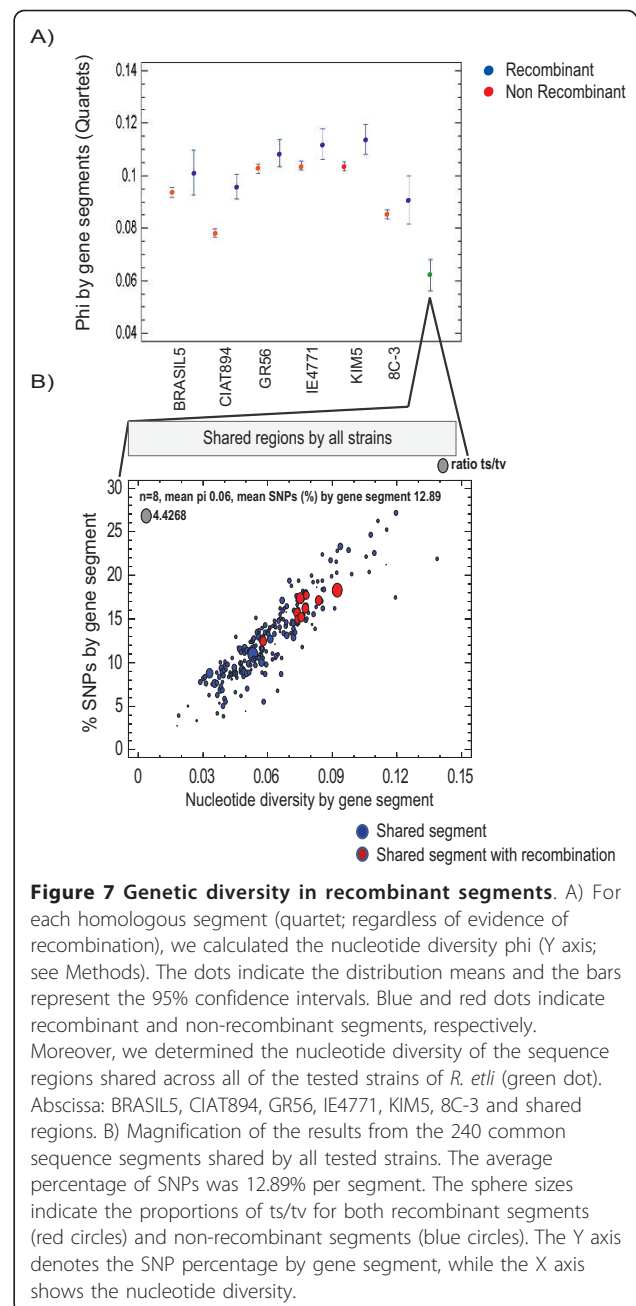 A)
Phi by gene segments (Quartets)
0.14
0.12
0.1
0.08
0.06
0.04
Recombinant
Non Recombinant
BRASIL5
CIAT894
GR56
IE4771
KIM5
8C-3
B)
Shared regions by all strains
ratio ts/tv
n=8, mean pi 0.06, mean SNPs (%) by gene segment 12.89
4.4268
% SNPs by gene segment
30
25
20
15
10
5
0
0
0.03
0.06
0.09
0.12
0.15
Nucleotide diversity by gene segment
Shared segment
Shared segment with recombination
Figure 7 Genetic diversity in recombinant segments. A) For
each homologous segment (quartet; regardless of evidence of
recombination), we calculated the nucleotide diversity phi (Y axis;
see Methods). The dots indicate the distribution means and the bars
represent the 95% confidence intervals. Blue and red dots indicate
recombinant and non-recombinant segments, respectively.
Moreover, we determined the nucleotide diversity of the sequence
regions shared across all of the tested strains of R. etli (green dot).
Abscissa: BRASIL5, CIAT894, GR56, IE4771, KIM5, 8C-3 and shared
regions. B) Magnification of the results from the 240 common
sequence segments shared by all tested strains. The average
percentage of SNPs was 12.89% per segment. The sphere sizes
indicate the proportions of ts/tv for both recombinant segments
(red circles) and non-recombinant segments (blue circles). The Y axis
denotes the SNP percentage by gene segment, while the X axis
shows the nucleotide diversity.